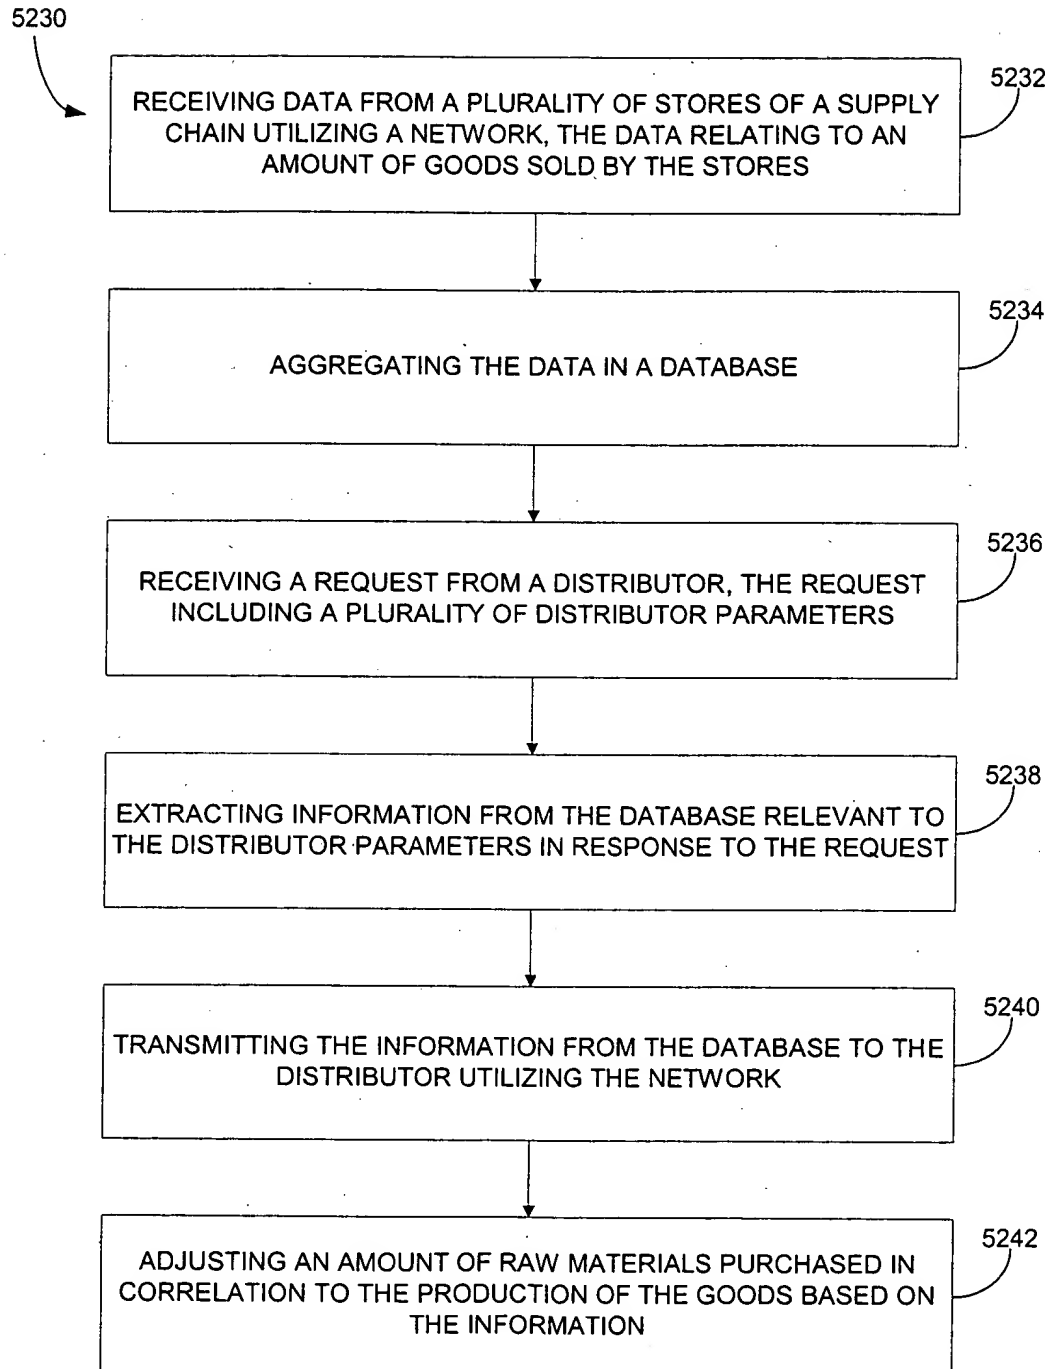 5230
5232
RECEIVING DATA FROM A PLURALITY OF STORES OF A SUPPLY
CHAIN UTILIZING A NETWORK, THE DATA RELATING TO AN
AMOUNT OF GOODS SOLD BY THE STORES
5234
AGGREGATING THE DATA IN A DATABASE
5236
RECEIVING A REQUEST FROM A DISTRIBUTOR, THE REQUEST
INCLUDING A PLURALITY OF DISTRIBUTOR PARAMETERS
5238
EXTRACTING INFORMATION FROM THE DATABASE RELEVANT TO
THE DISTRIBUTOR PARAMETERS IN RESPONSE TO THE REQUEST
5240
TRANSMITTING THE INFORMATION FROM THE DATABASE TO THE
DISTRIBUTOR UTILIZING THE NETWORK
5242
ADJUSTING AN AMOUNT OF RAW MATERIALS PURCHASED IN
CORRELATION TO THE PRODUCTION OF THE GOODS BASED ON
THE INFORMATION